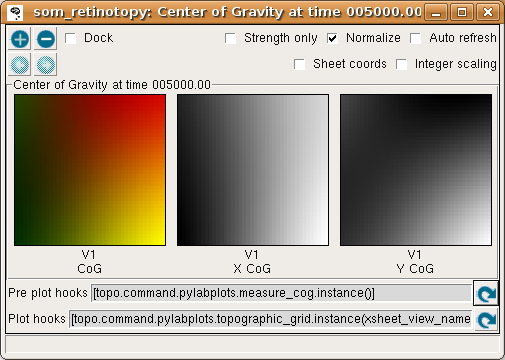 som_retinotopy: Center of Gravity at time 005000.00
Dock Strength only Normalize Auto refresh
Sheet coords Integer scaling
Center of Gravity at time 005000.00
V1 V1 V1
CoG X CoG Y CoG
Pre plot hooks [topo.command.pylabplots.measure_cog.instance()]
Plot hooks [topo.command.pylabplots.topographic_grid.instance(xsheet_view_name